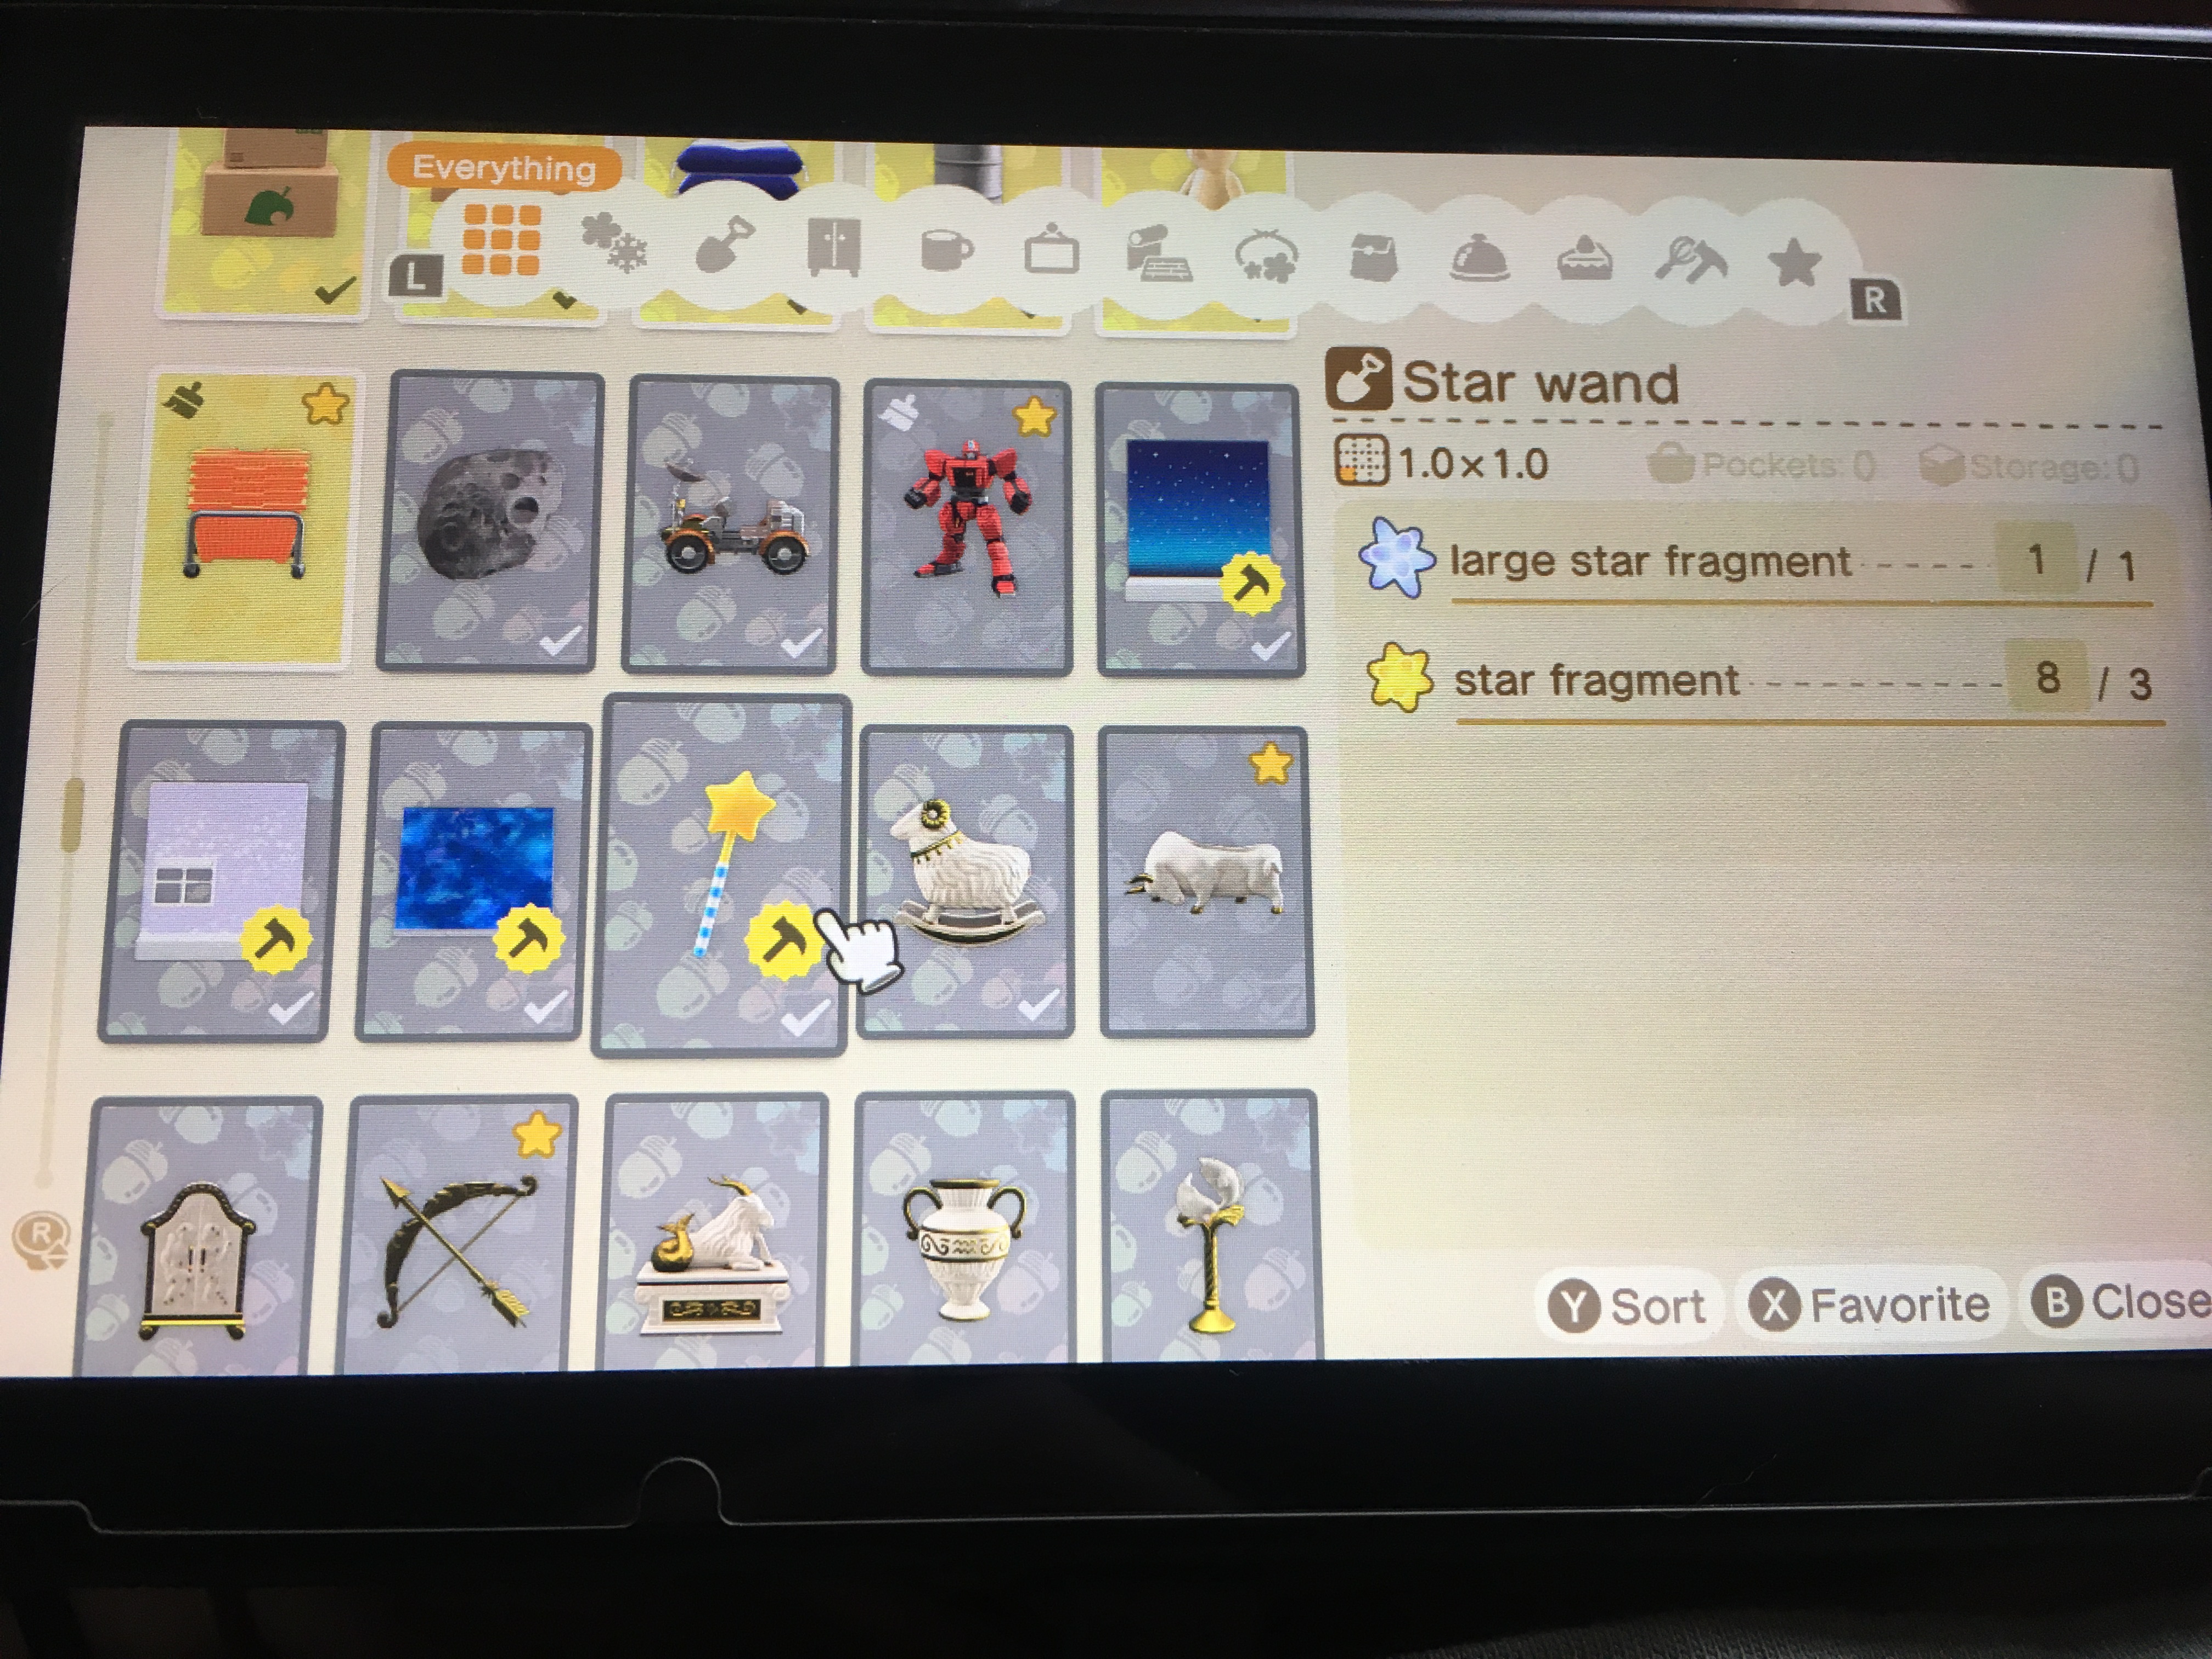 Everything
L
R
Star wand
1.0×1.0 Pockets: 0 Storage: 0
large star fragment 1 / 1
star fragment 8 / 3
R
Y Sort X Favorite B Close